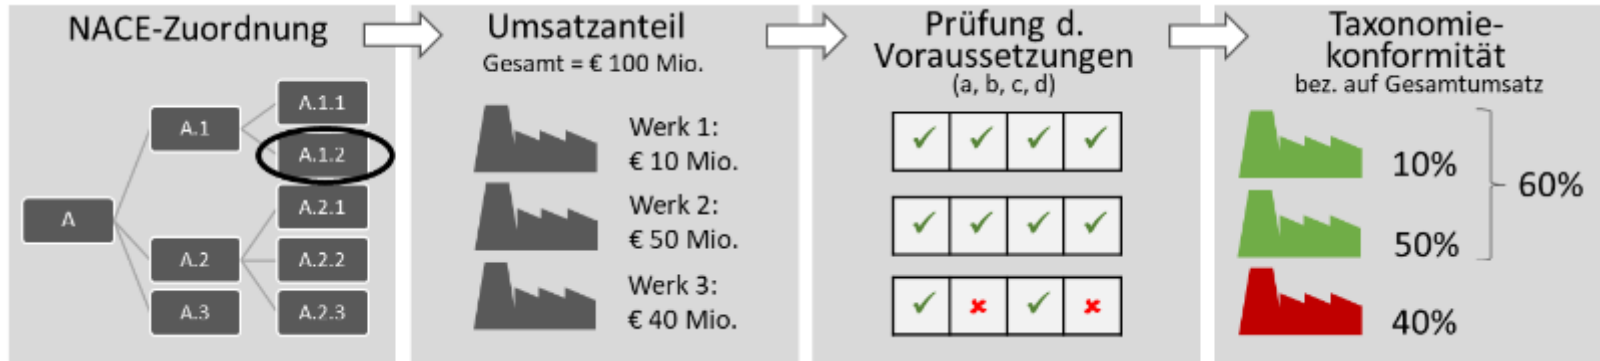 NACE-Zuordnung
A
A.1
A.2
A.3
A.1.1
A.1.2
A.2.1
A.2.2
A.2.3
Umsatzanteil
Gesamt = € 100 Mio.
Werk 1:
€ 10 Mio.
Werk 2:
€ 50 Mio.
Werk 3:
€ 40 Mio.
Prüfung d.
Voraussetzungen
(a, b, c, d)
Taxonomie-
konformität
bez. auf Gesamtumsatz
10%
50%
60%
40%